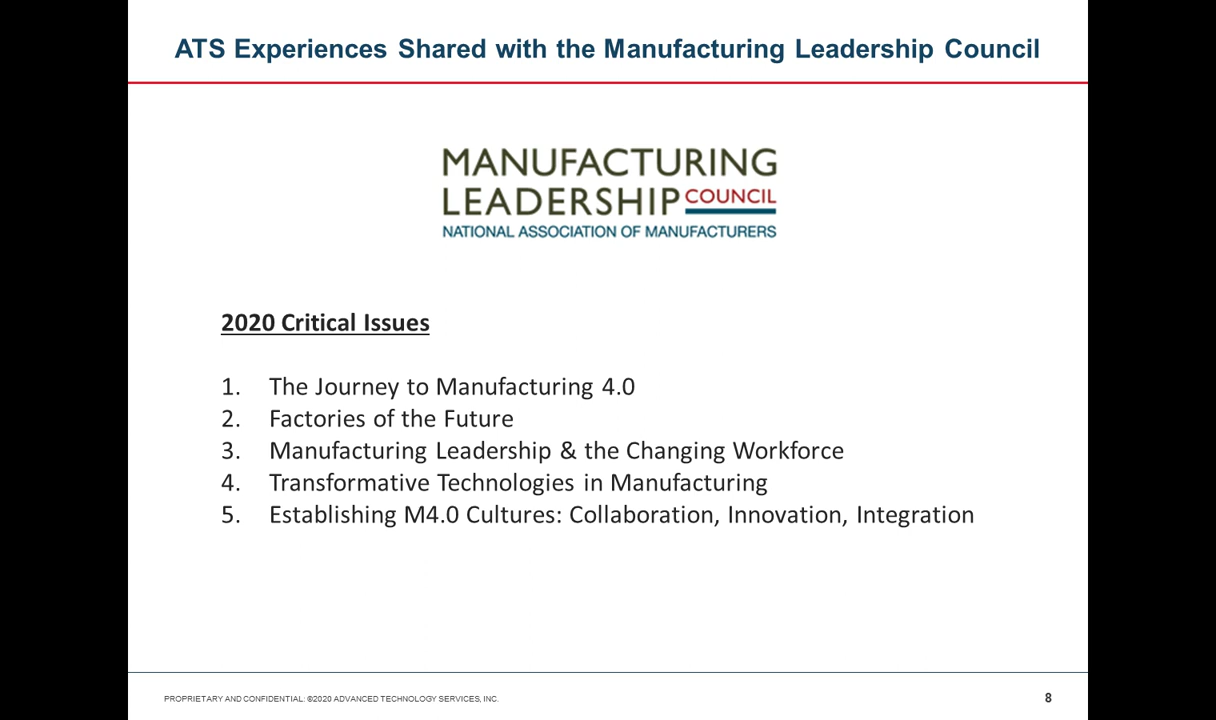 ATS Experiences Shared with the Manufacturing Leadership Council
MANUFACTURING
LEADERSHIP COUNCIL
NATIONAL ASSOCIATION OF MANUFACTURERS
2020 Critical Issues
1. The Journey to Manufacturing 4.0
2. Factories of the Future
3. Manufacturing Leadership & the Changing Workforce
4. Transformative Technologies in Manufacturing
5. Establishing M4.0 Cultures: Collaboration, Innovation, Integration
PROPRIETARY AND CONFIDENTIAL: ©2020 ADVANCED TECHNOLOGY SERVICES, INC.
8